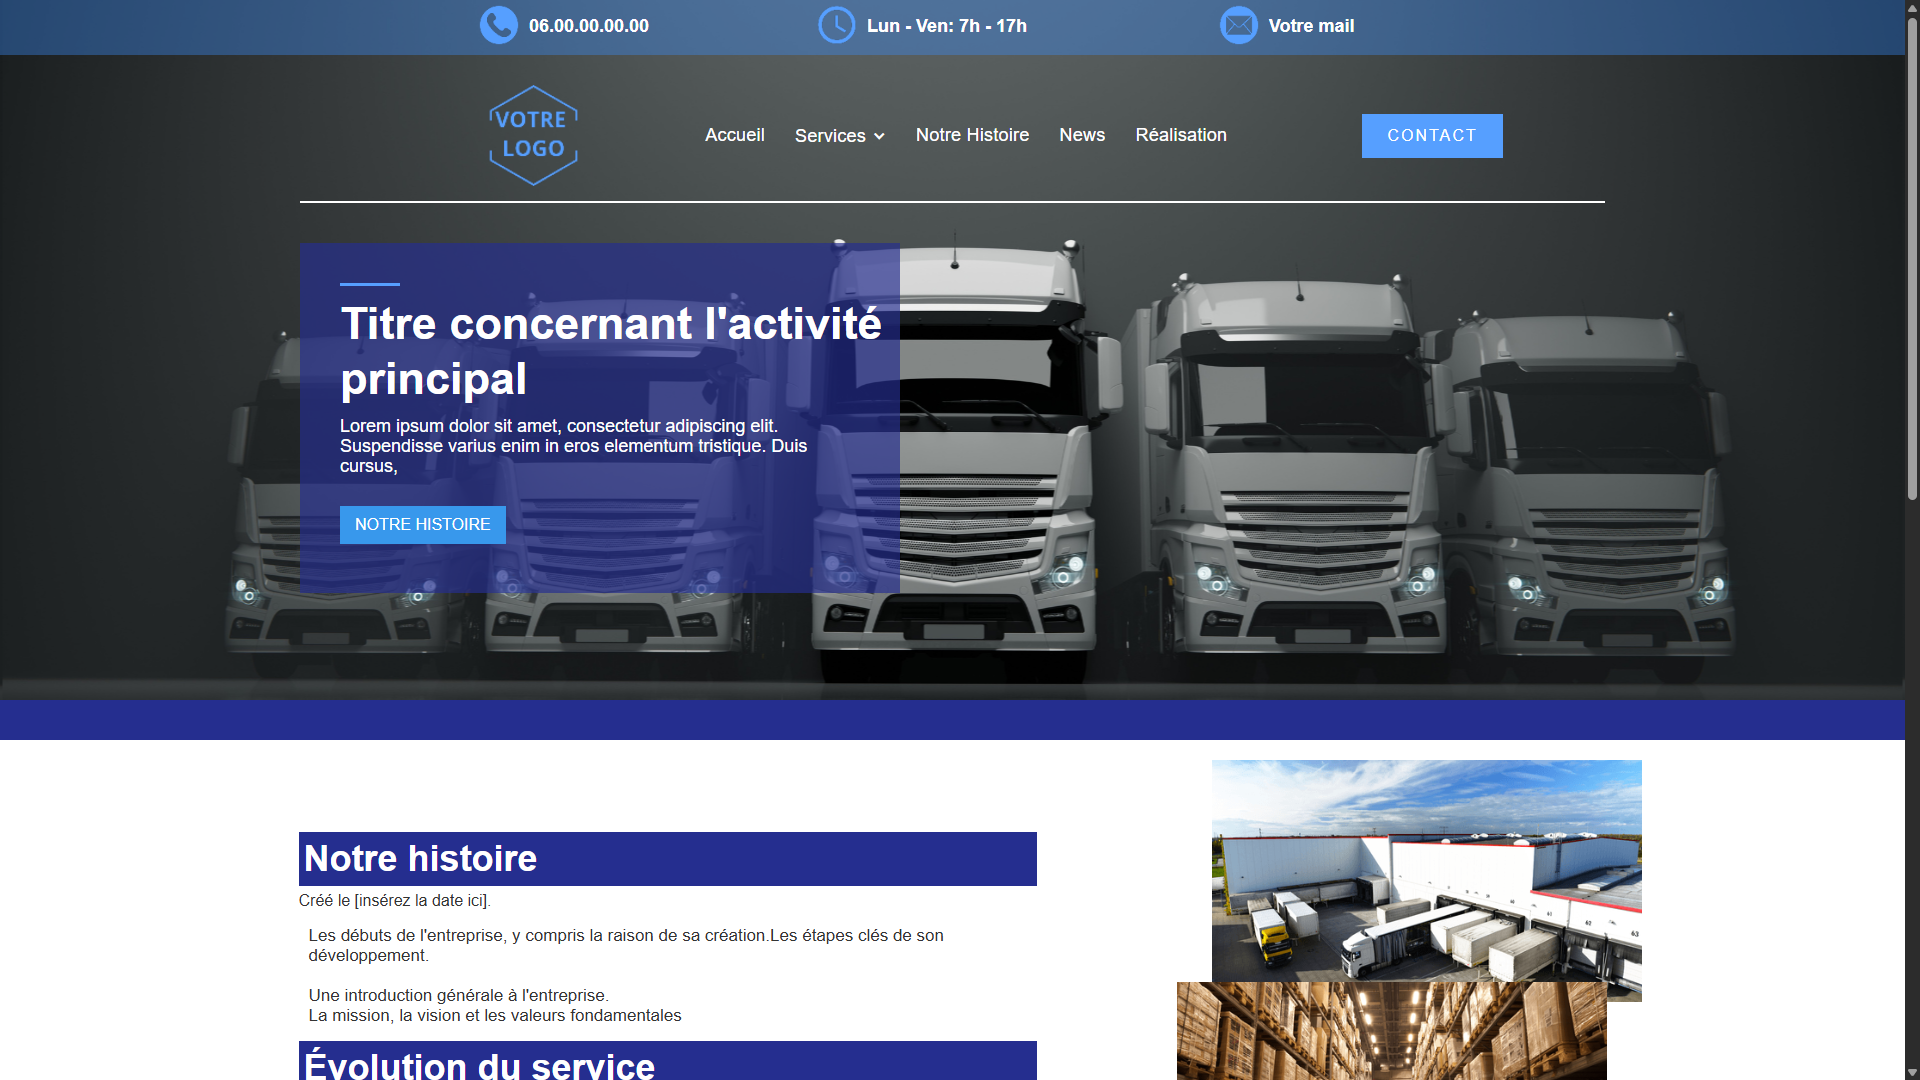 06.00.00.00.00
Lun - Ven: 7h - 17h
Votre mail
VOTRE
LOGO
Accueil
Services
Notre Histoire
News
Réalisation
CONTACT
Titre concernant l'activité
principal
Lorem ipsum dolor sit amet, consectetur adipiscing elit.
Suspendisse varius enim in eros elementum tristique. Duis
cursus,
NOTRE HISTOIRE
Notre histoire
Créé le [insérez la date ici].
Les débuts de l'entreprise, y compris la raison de sa création.Les étapes clés de son
développement.
Une introduction générale à l'entreprise.
La mission, la vision et les valeurs fondamentales
Évolution du service
61
62
63